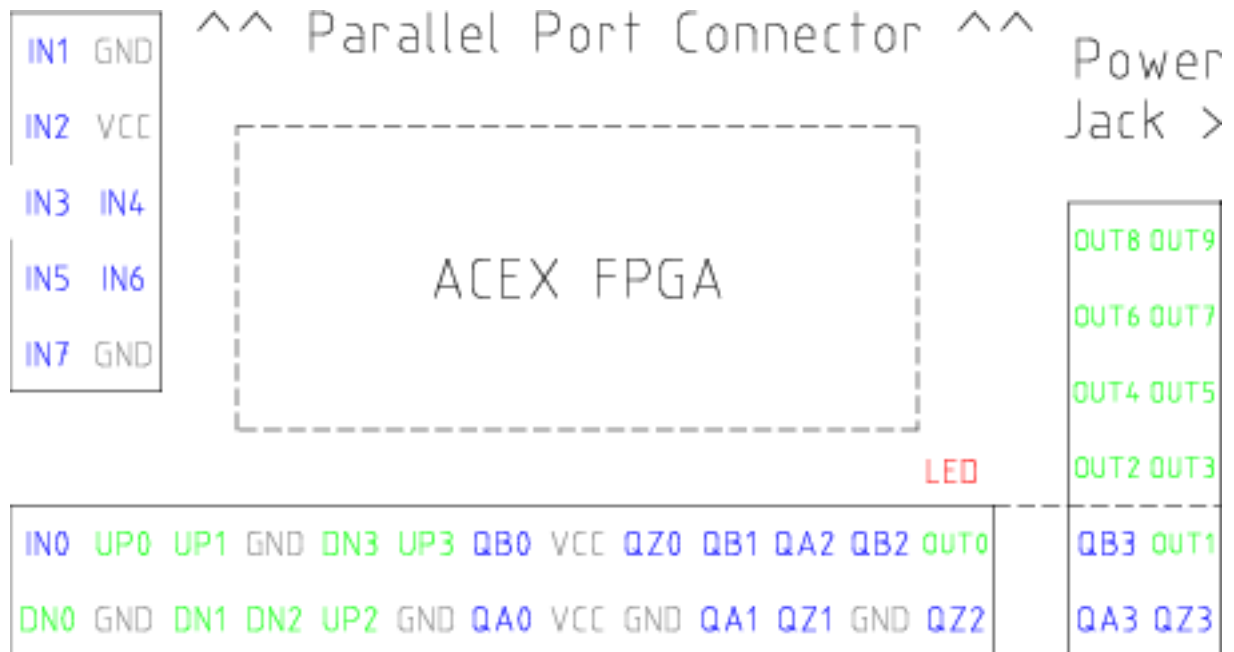 ^^ Parallel Port Connector ^^
Power
Jack >
IN1 GND
IN2 VCC
IN3 IN4
IN5 IN6
IN7 GND
ACEX FPGA
OUT8 OUT9
OUT6 OUT7
OUT4 OUT5
OUT2 OUT3
LED
IN0 UP0 UP1 GND DN3 UP3 QB0 VCC QZ0 QB1 QA2 QB2 OUT0
DN0 GND DN1 DN2 UP2 GND QA0 VCC GND QA1 QZ1 GND QZ2
QB3 OUT1
QA3 QZ3